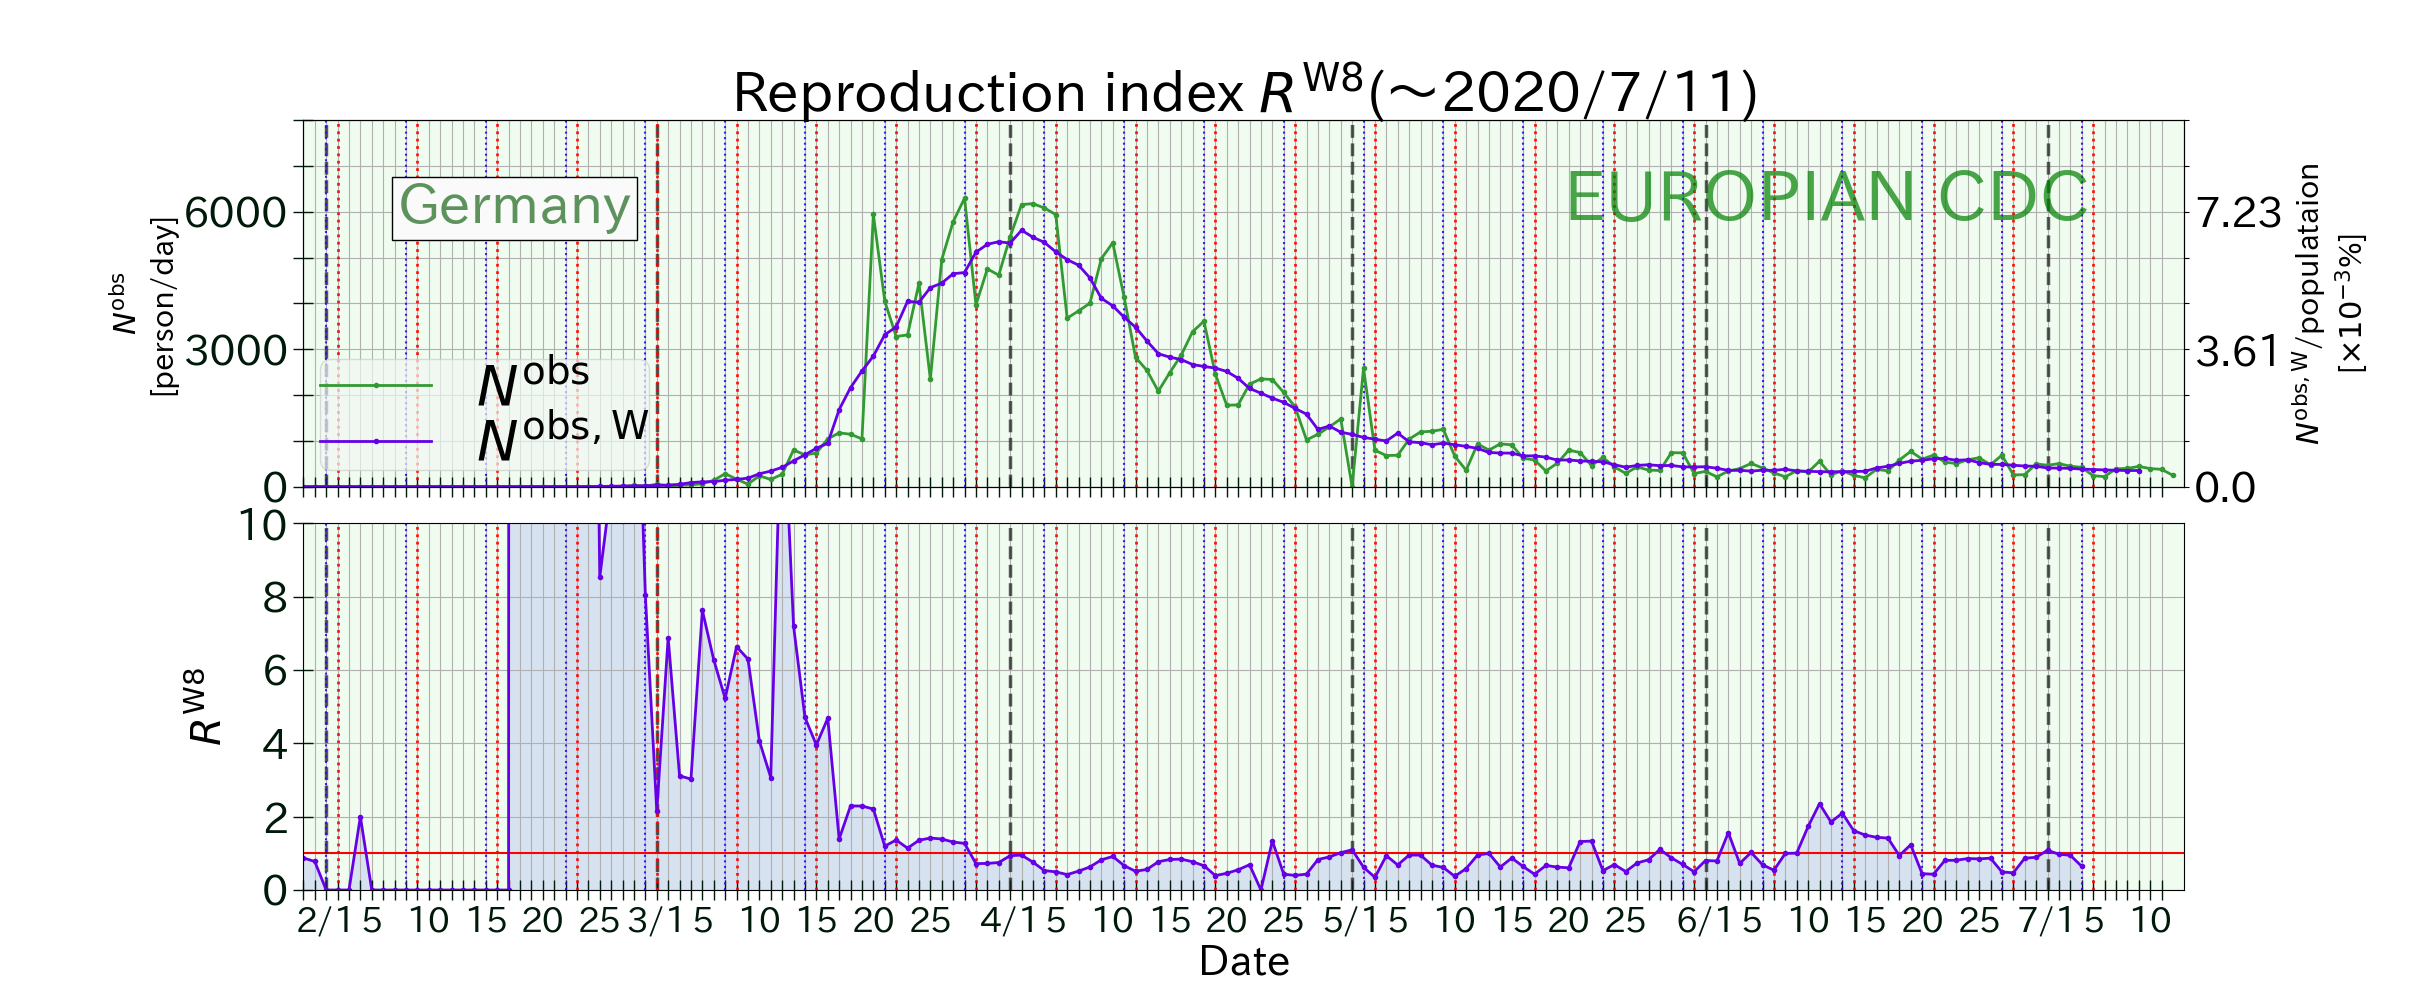 Reproduction index R^W8(～2020/7/11)
Germany
EUROPIAN CDC
N^obs
[person/day]
6000
3000
0
N^obs
N^obs, W
7.23
3.61
0.0
N^obs, W/populataion
[×10^−3%]
R^W8
10
8
6
4
2
0
2/1 5 10 15 20 25 3/1 5 10 15 20 25 4/1 5 10 15 20 25 5/1 5 10 15 20 25 6/1 5 10 15 20 25 7/1 5 10
Date